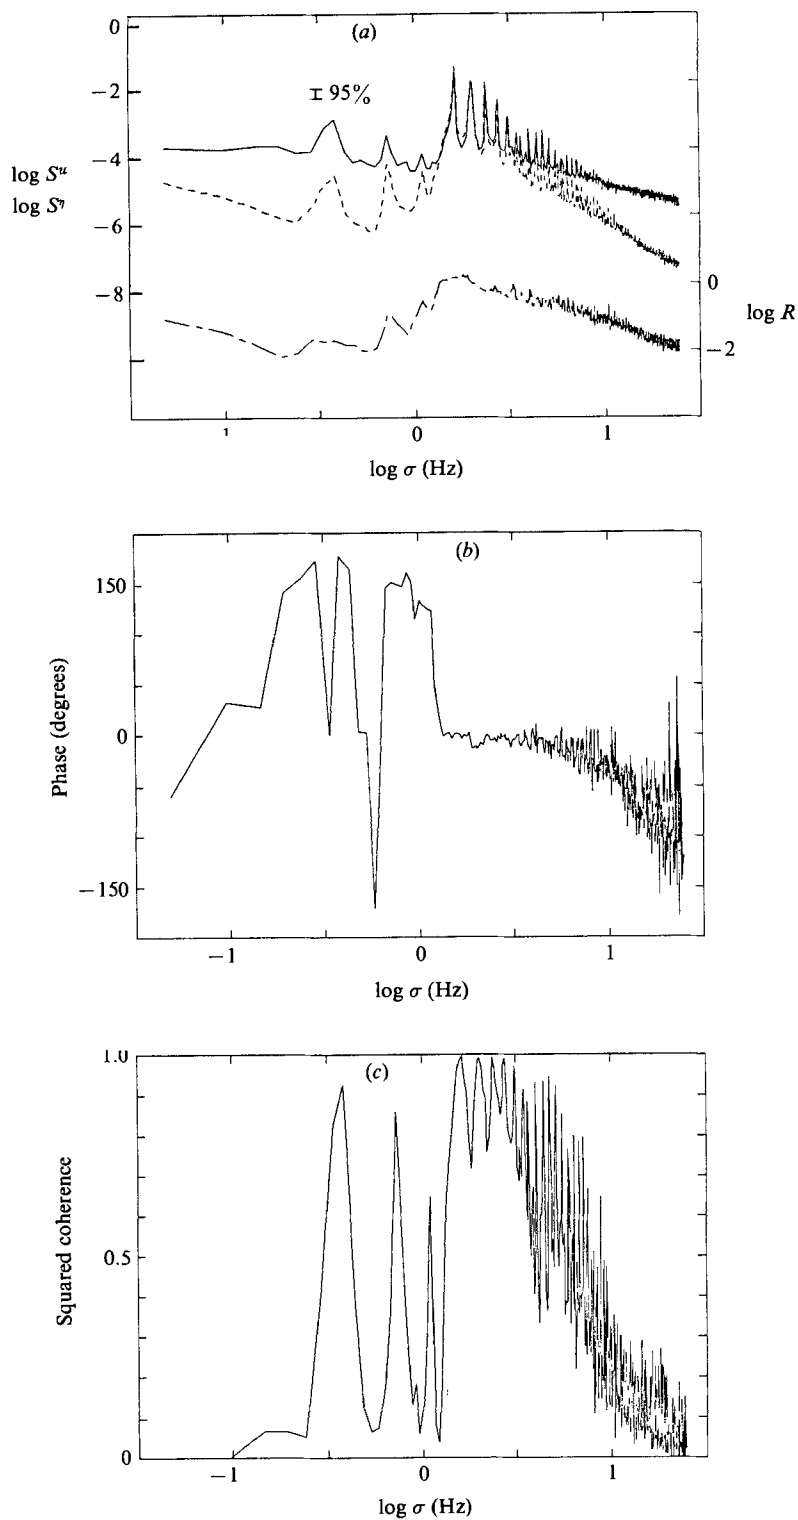 (a)
0
−2
−4
−6
−8
log Sᵘ
log S^η
I 95%
0
−2
log R
0
1
log σ (Hz)
(b)
150
0
−150
Phase (degrees)
−1
0
1
log σ (Hz)
(c)
1.0
0.5
0
Squared coherence
−1
0
1
log σ (Hz)